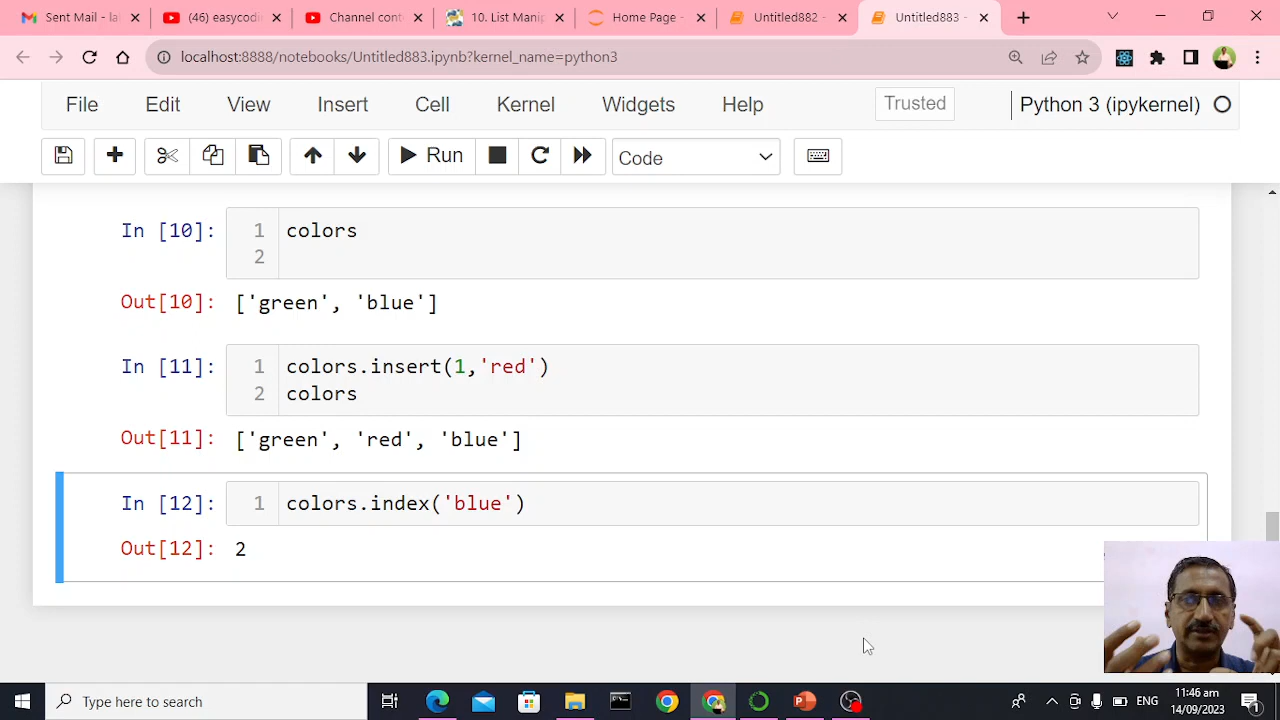 Sent Mail - la
(46) easycodi
Channel cont
10. List Manip
Home Page -
Untitled882 -
Untitled883 -
localhost:8888/notebooks/Untitled883.ipynb?kernel_name=python3
File Edit View Insert Cell Kernel Widgets Help Trusted Python 3 (ipykernel)
Run Code
In [10]: 1 colors
2
Out[10]: ['green', 'blue']
In [11]: 1 colors.insert(1,'red')
2 colors
Out[11]: ['green', 'red', 'blue']
In [12]: 1 colors.index('blue')
Out[12]: 2
Type here to search
ENG
11:46 am
14/09/2023
1